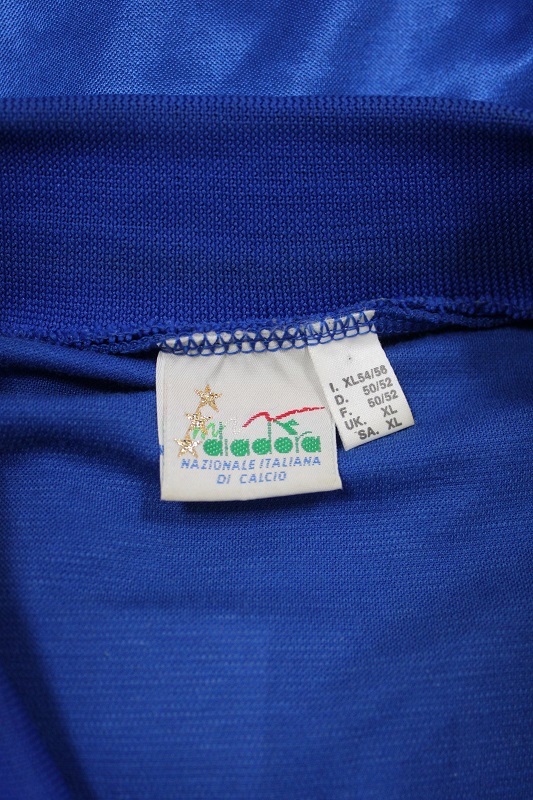 diadora
NAZIONALE ITALIANA
DI CALCIO
I. XL54/56
D. 50/52
F. 50/52
UK. XL
SA. XL